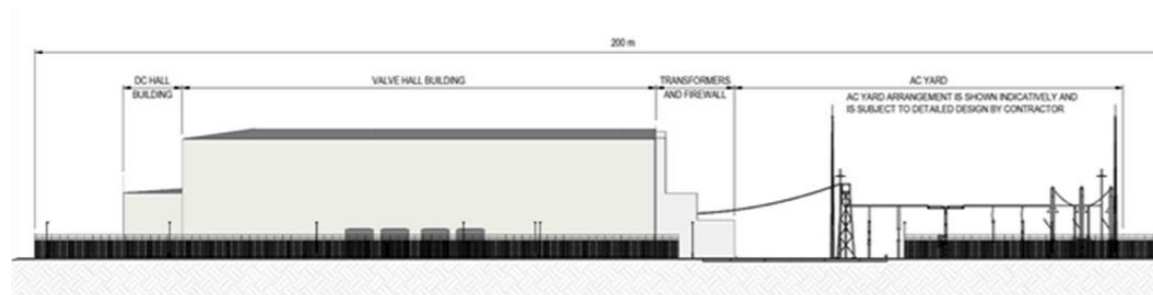 200 m
DC HALL
BUILDING
VALVE HALL BUILDING
TRANSFORMERS
AND FIREWALL
AC YARD
AC YARD ARRANGEMENT IS SHOWN INDICATIVELY AND
IS SUBJECT TO DETAILED DESIGN BY CONTRACTOR